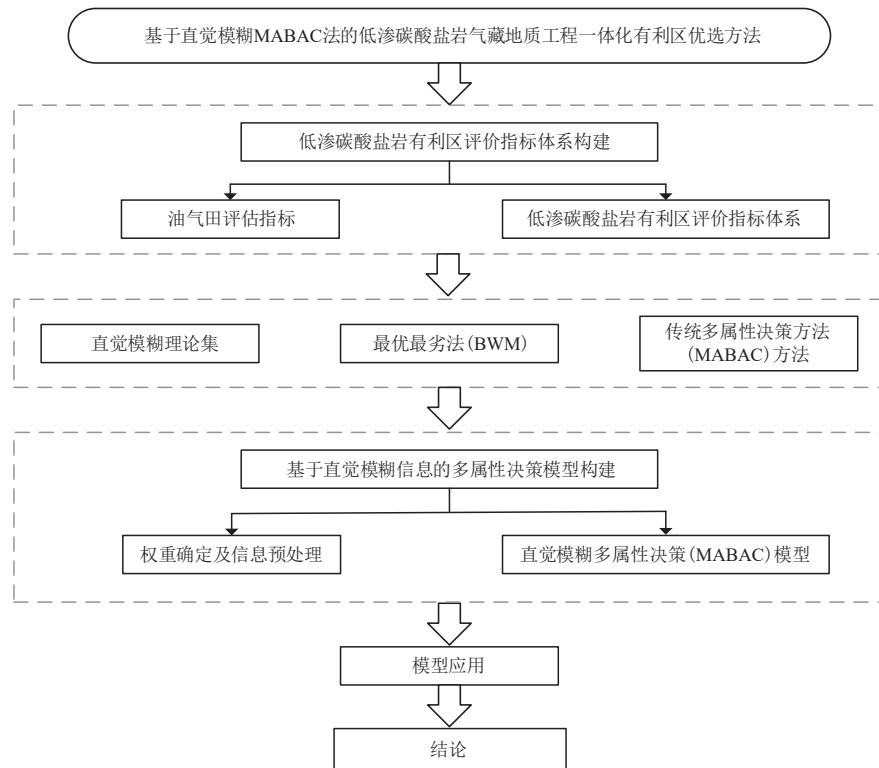 基于直觉模糊MABAC法的低渗碳酸盐岩气藏地质工程一体化有利区优选方法
低渗碳酸盐岩有利区评价指标体系构建
油气田评估指标
低渗碳酸盐岩有利区评价指标体系
直觉模糊理论集
最优最劣法(BWM)
传统多属性决策方法
(MABAC)方法
基于直觉模糊信息的多属性决策模型构建
权重确定及信息预处理
直觉模糊多属性决策(MABAC)模型
模型应用
结论